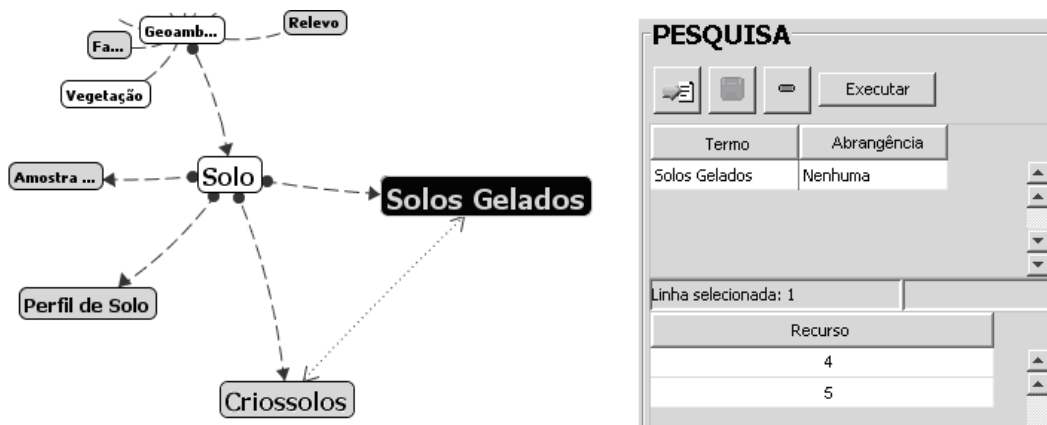 Geoamb...
Relevo
Fa...
Vegetação
Amostra ...
Solo
Solos Gelados
Perfil de Solo
Criossolos
PESQUISA
Executar
Termo Abrangência
Solos Gelados Nenhuma
Linha selecionada: 1
Recurso
4
5